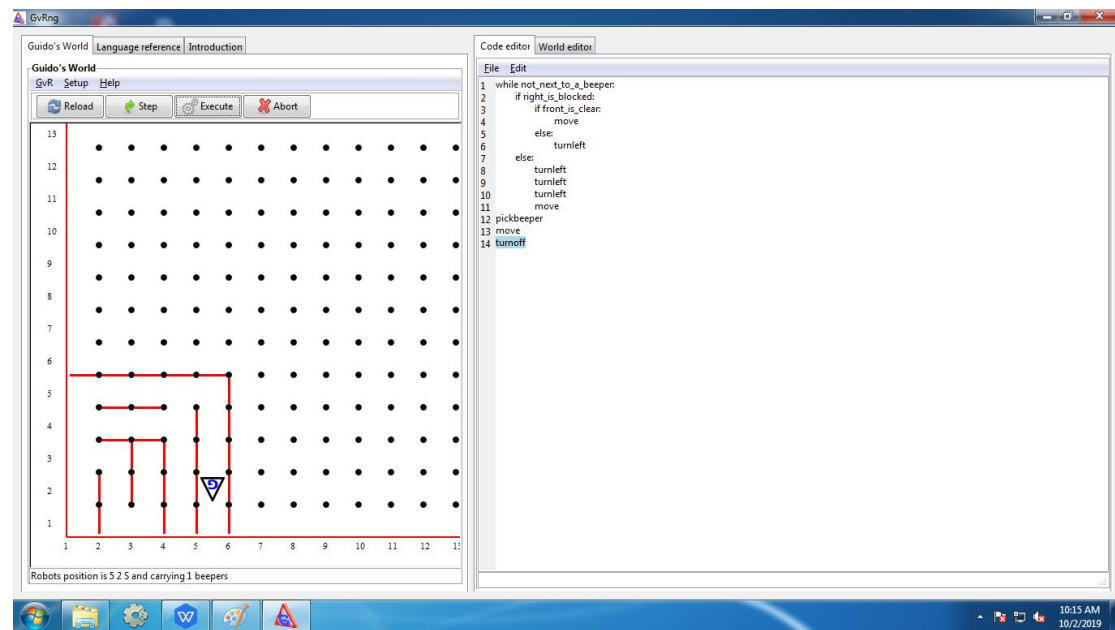 GvRng
Guido's World Language reference Introduction
Guido's World
GvR Setup Help
Reload Step Execute Abort
13
12
11
10
9
8
7
6
5
4
3
2
1
1 2 3 4 5 6 7 8 9 10 11 12 13
G
Robots position is 5 2 S and carrying 1 beepers
Code editor World editor
File Edit
1 while not_next_to_a_beeper:
2 if right_is_blocked:
3 if front_is_clear:
4 move
5 else:
6 turnleft
7 else:
8 turnleft
9 turnleft
10 turnleft
11 move
12 pickbeeper
13 move
14 turnoff
10:15 AM
10/2/2019